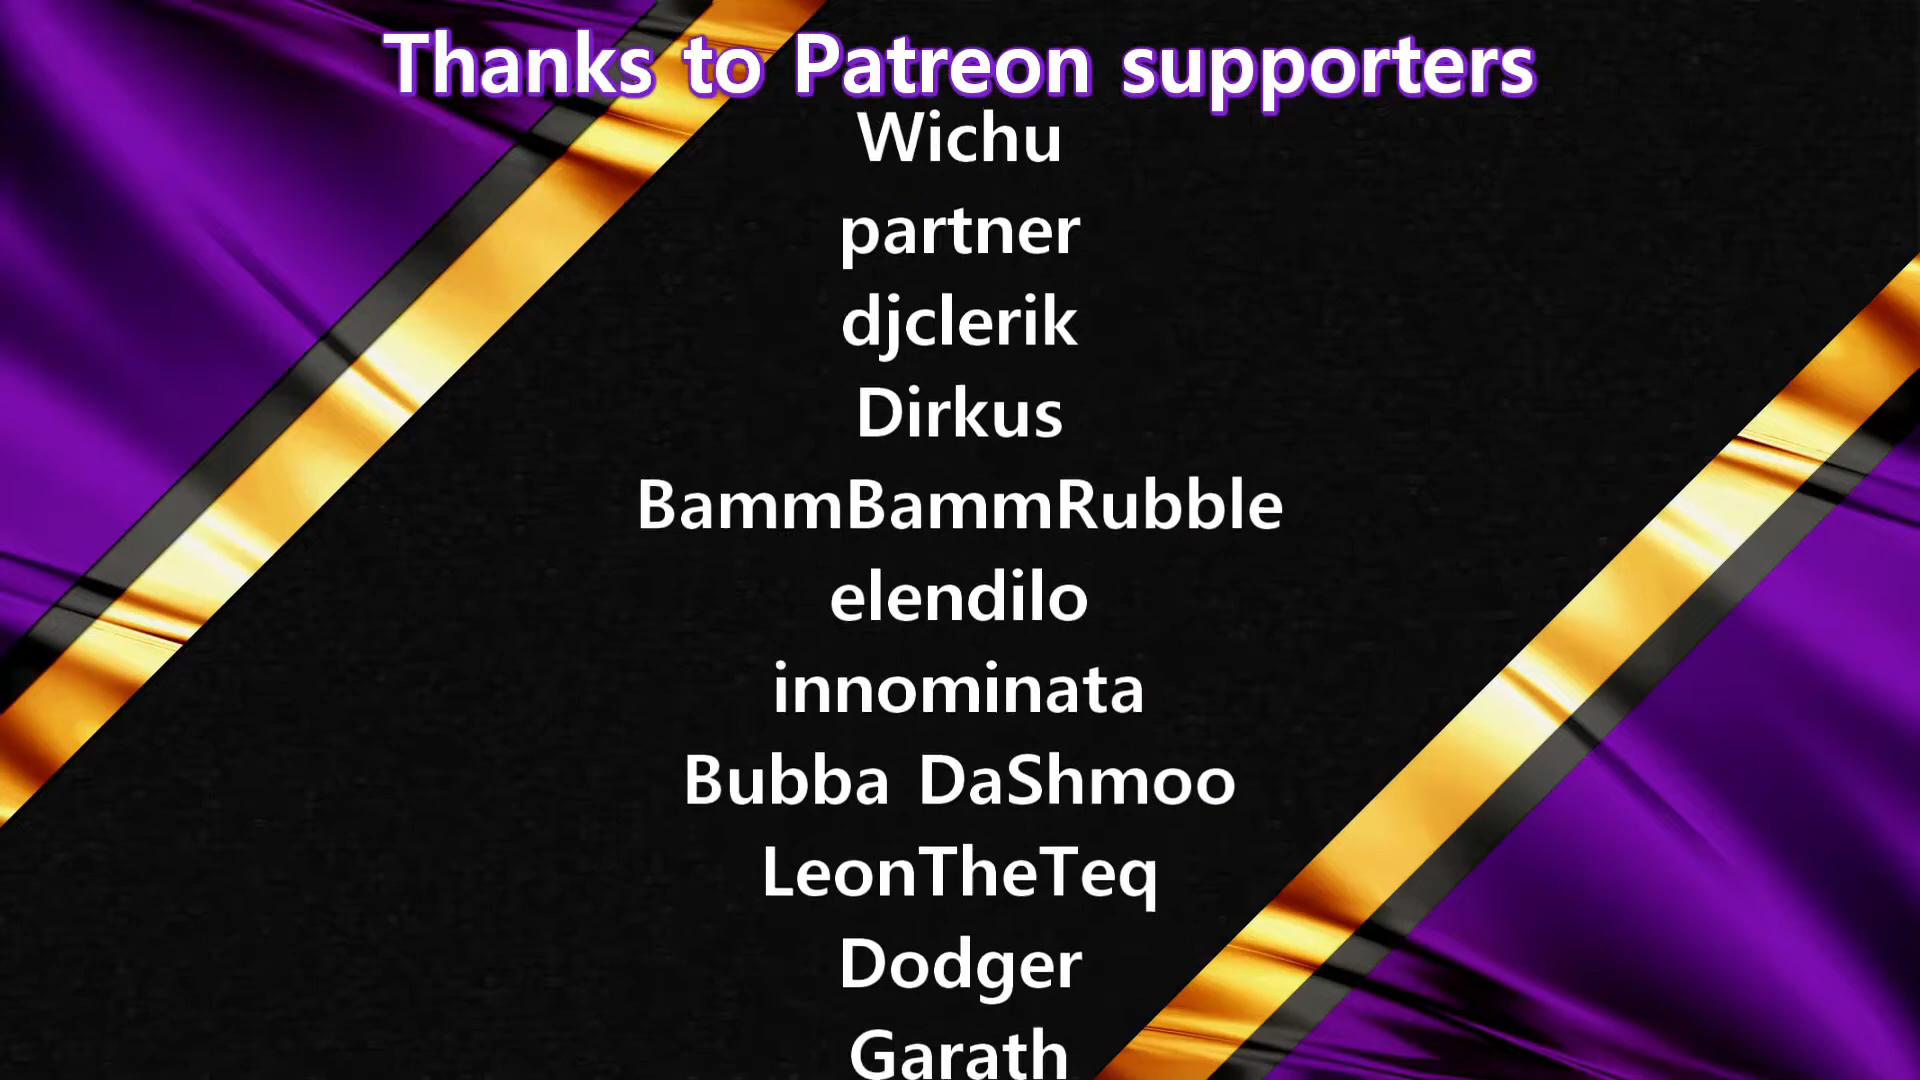 Thanks to Patreon supporters
Wichu
partner
djclerik
Dirkus
BammBammRubble
elendilo
innominata
Bubba DaShmoo
LeonTheTeq
Dodger
Garath